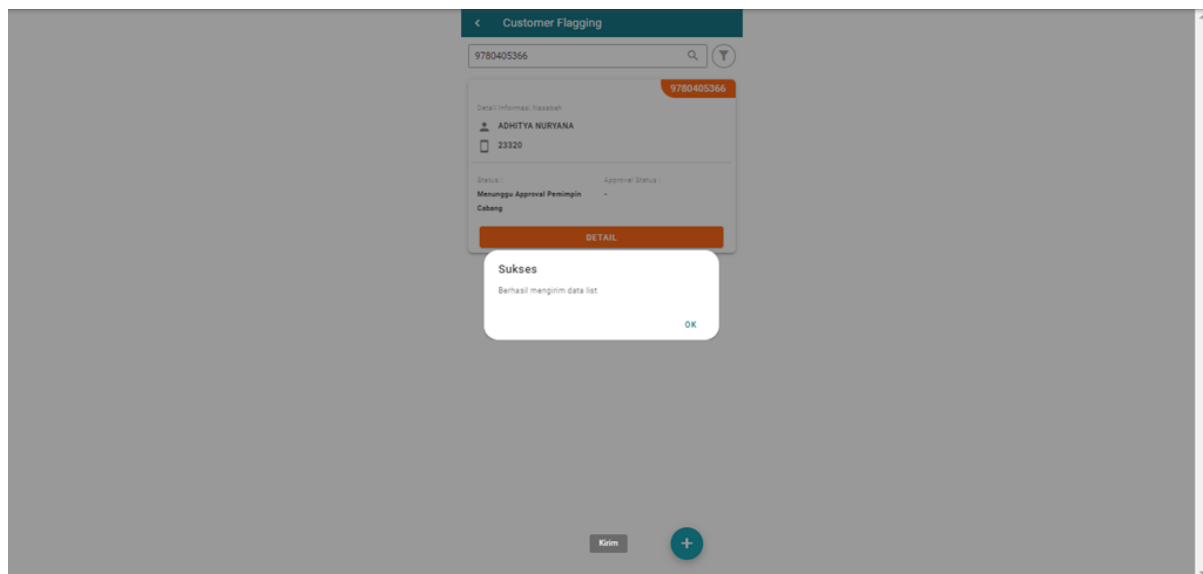 Customer Flagging
9780405366
9780405366
Detail Informasi Nasabah
ADHITYA NURYANA
23320
Status :
Approval Status :
Menunggu Approval Pemimpin
Cabang
-
DETAIL
Sukses
Berhasil mengirim data list
OK
Kirim
+